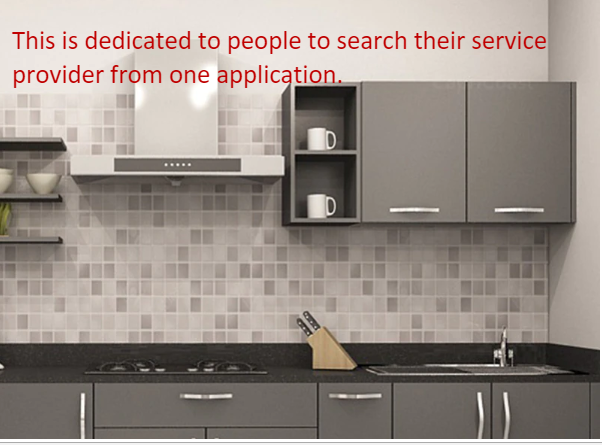 This is dedicated to people to search their service
provider from one application.